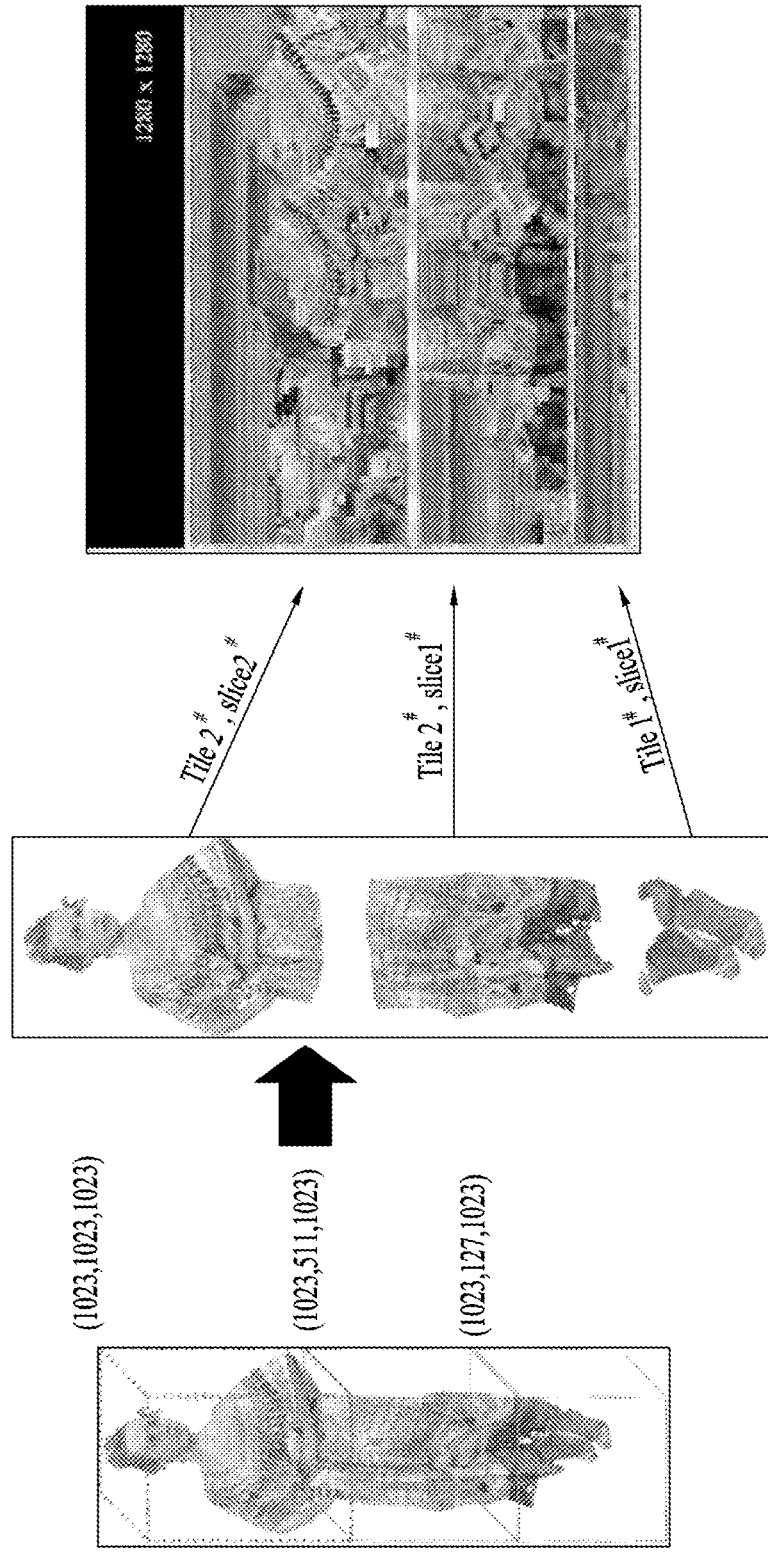 (1023,1023,1023)
(1023,511,1023)
(1023,127,1023)
Tile 2#, slice2#
Tile 2#, slice1#
Tile 1#, slice1#
1280 x 1280